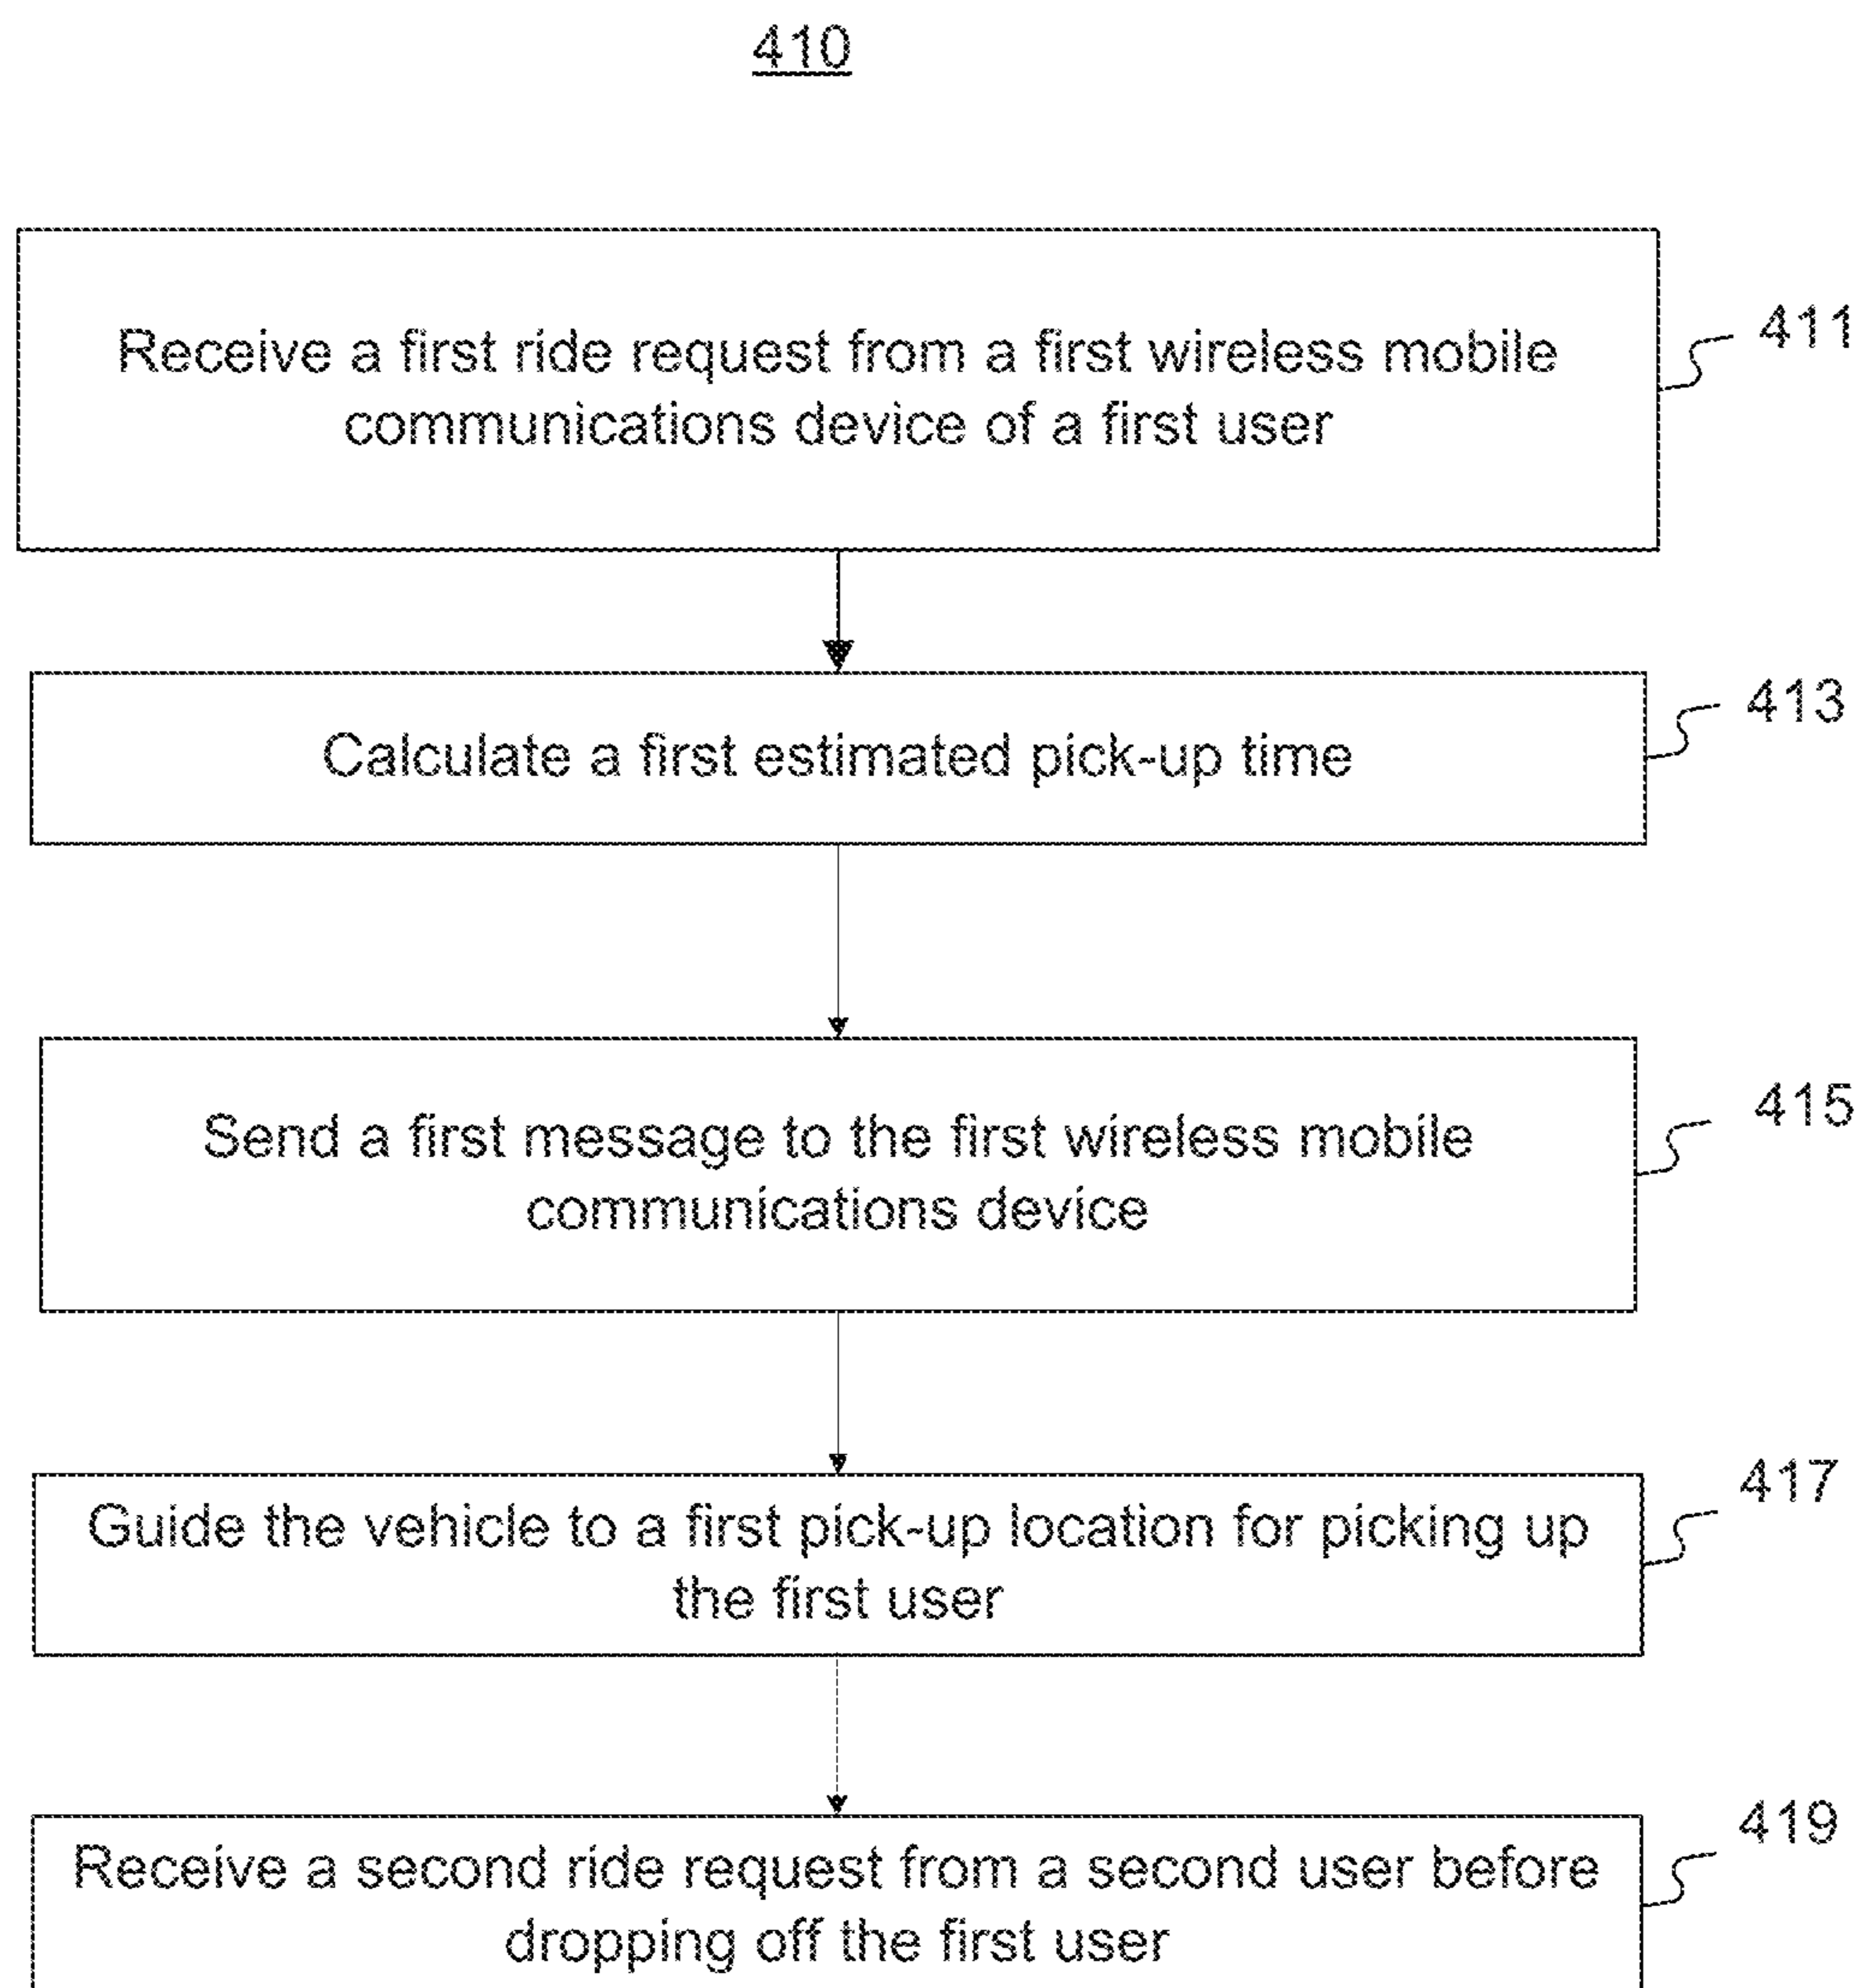 410
Receive a first ride request from a first wireless mobile
communications device of a first user
411
Calculate a first estimated pick-up time
413
Send a first message to the first wireless mobile
communications device
415
Guide the vehicle to a first pick-up location for picking up
the first user
417
Receive a second ride request from a second user before
dropping off the first user
419